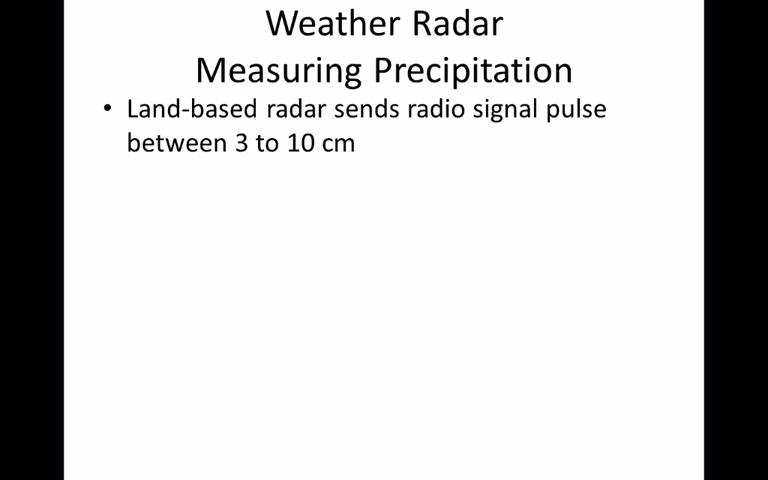 Weather Radar
Measuring Precipitation
• Land-based radar sends radio signal pulse
between 3 to 10 cm